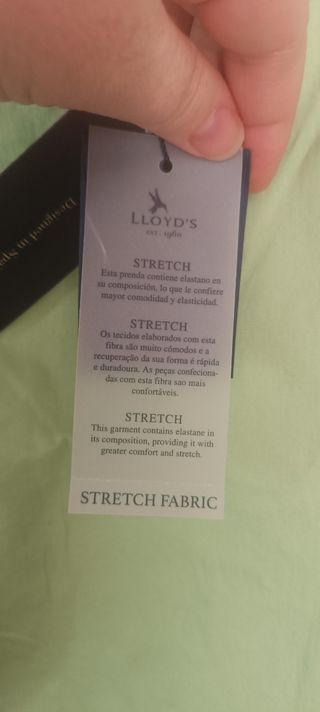 LLOYD'S
EST. 1960
STRETCH
Esta prenda contiene elastano en
su composición, lo que le confiere
mayor comodidad y elasticidad.
STRETCH
Os tecidos elaborados com esta
fibra são muito cómodos e a
recuperação da sua forma é rápida
e duradoura. As peças confeciona-
das com esta fibra sao mais
confortáveis.
STRETCH
This garment contains elastane in
its composition, providing it with
greater comfort and stretch.
STRETCH FABRIC
Designed in